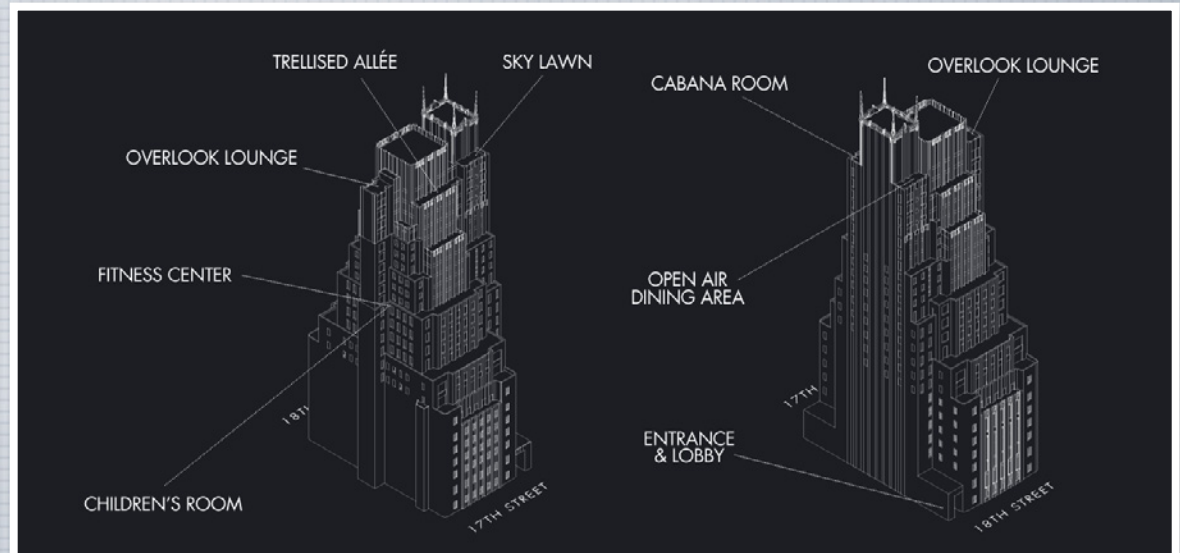 TRELLISED ALLÉE
SKY LAWN
OVERLOOK LOUNGE
FITNESS CENTER
CHILDREN'S ROOM
18TH
17TH STREET
CABANA ROOM
OVERLOOK LOUNGE
OPEN AIR
DINING AREA
ENTRANCE
& LOBBY
17TH
18TH STREET